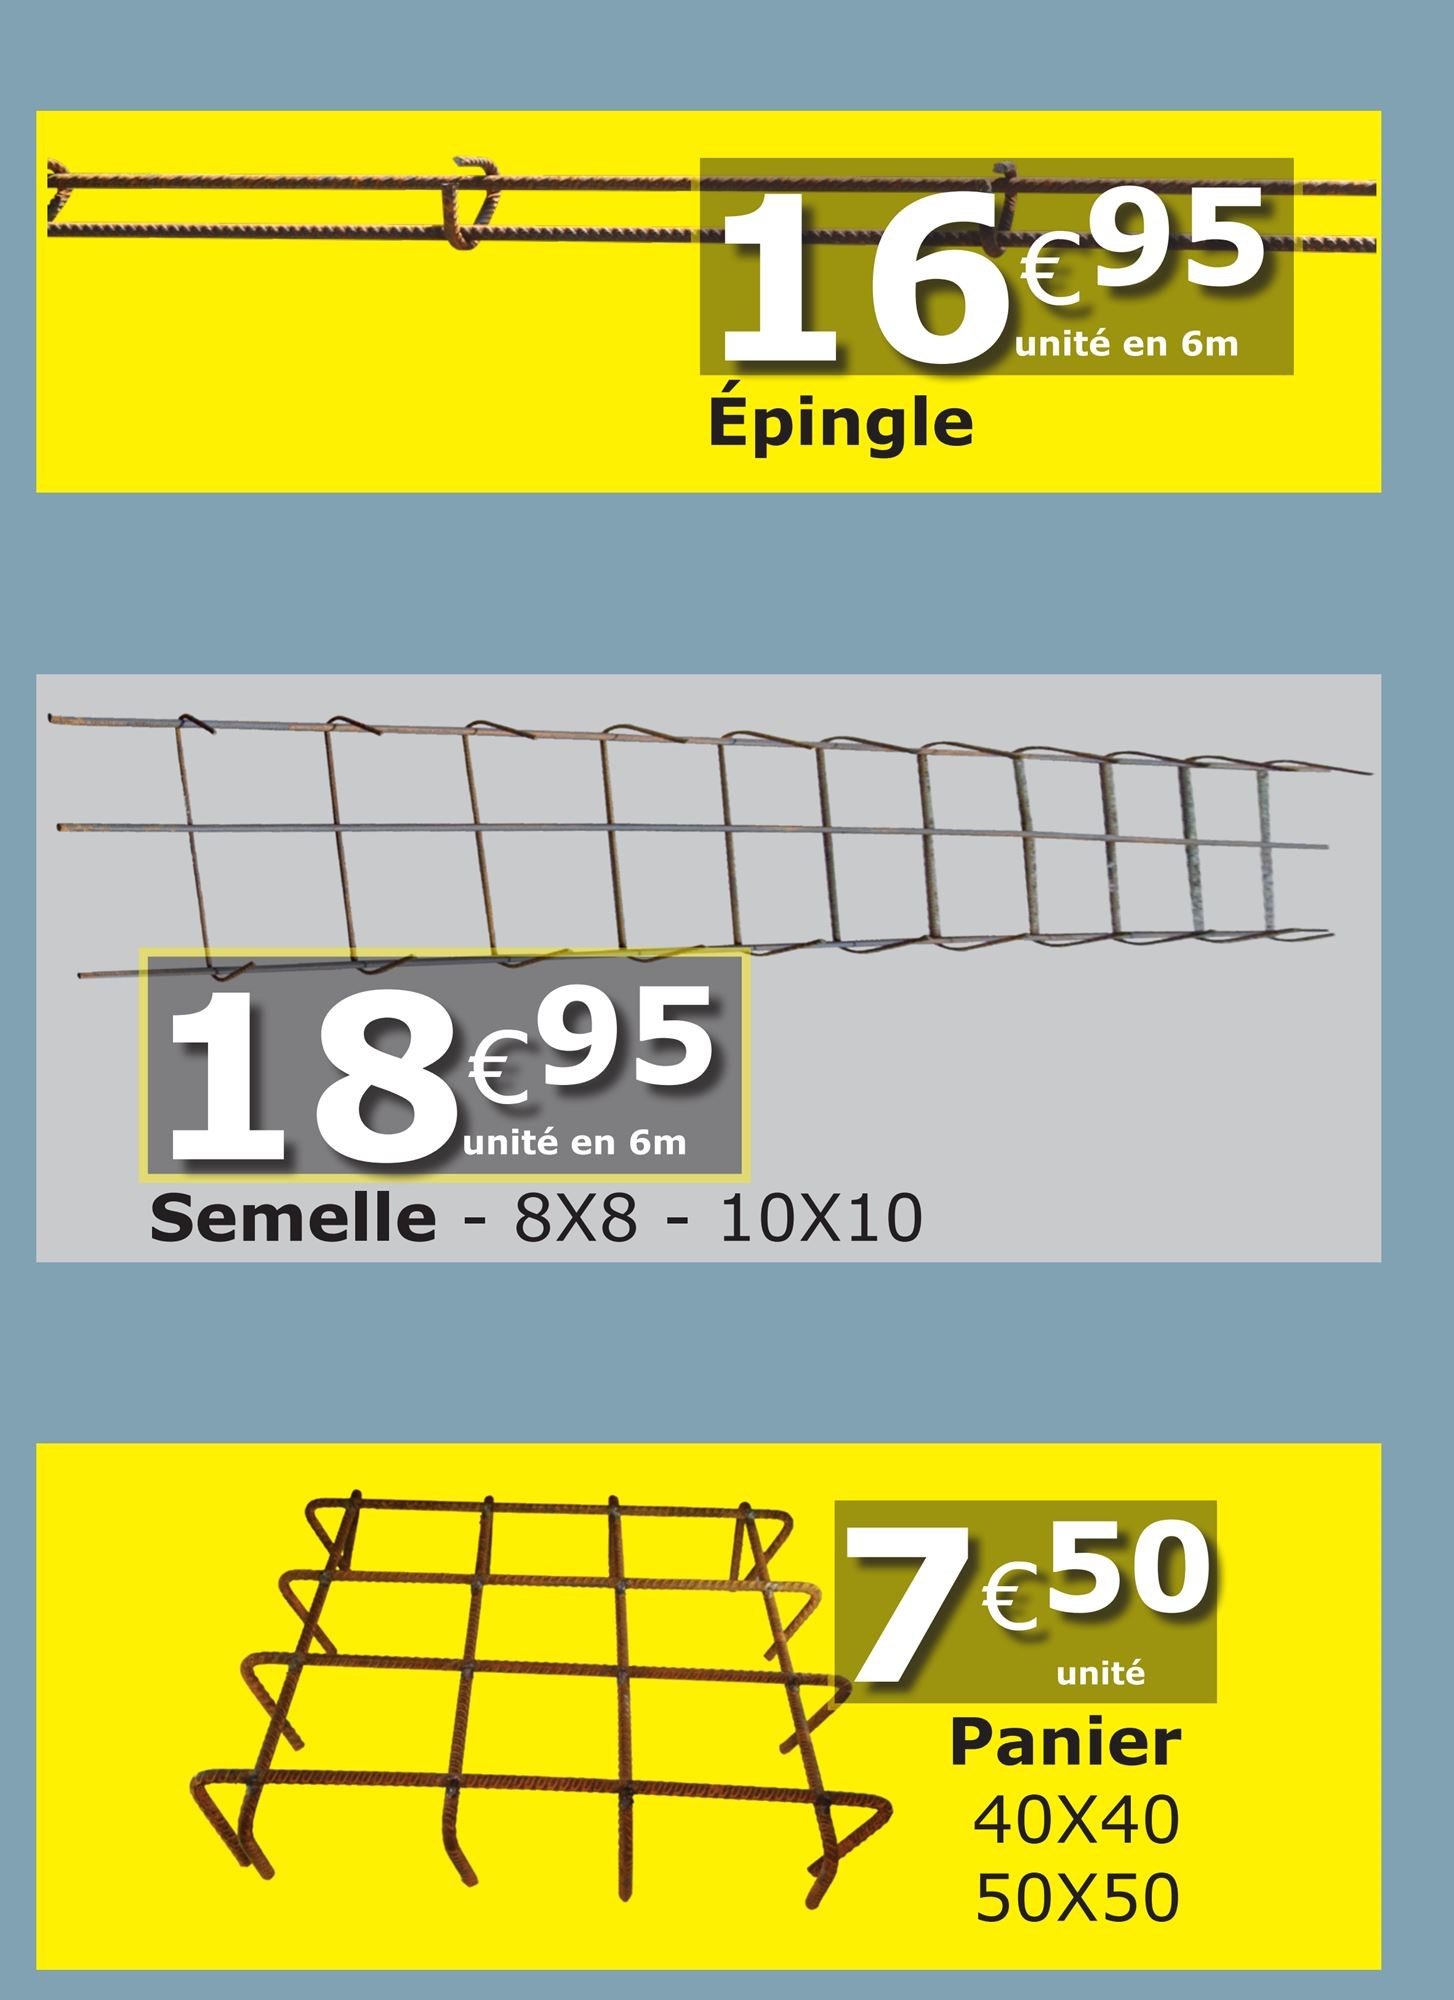 16€95
unité en 6m
Épingle
18€95
unité en 6m
Semelle - 8X8 - 10X10
7€50
unité
Panier
40X40
50X50